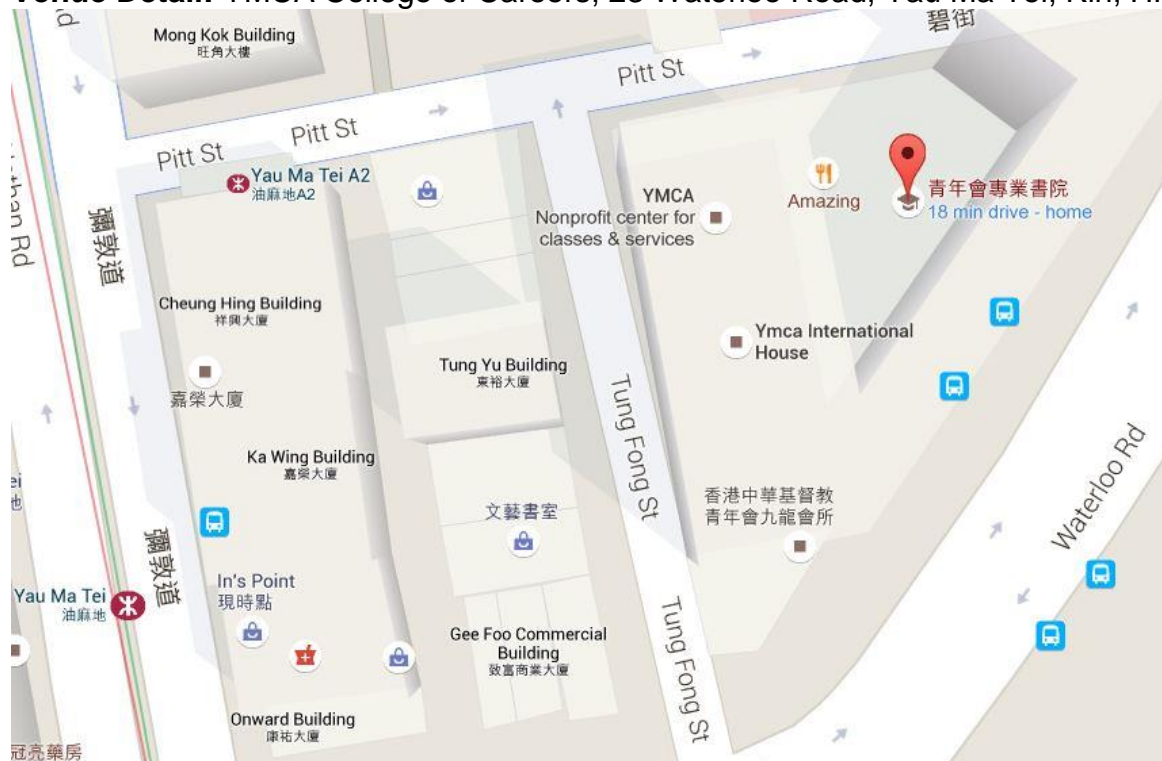 Mong Kok Building
旺角大樓
碧街
Pitt St
Pitt St
Pitt St
Yau Ma Tei A2
油麻地A2
彌敦道
YMCA
Nonprofit center for
classes & services
Amazing
青年會專業書院
18 min drive - home
Cheung Hing Building
祥興大廈
嘉榮大廈
Tung Yu Building
東裕大廈
Ymca International
House
Tung Fong St
Ka Wing Building
嘉榮大廈
文藝書室
香港中華基督教
青年會九龍會所
Waterloo Rd
彌敦道
Yau Ma Tei
油麻地
In's Point
現時點
Gee Foo Commercial
Building
致富商業大廈
Tung Fong St
Onward Building
康祐大廈
冠亮藥房